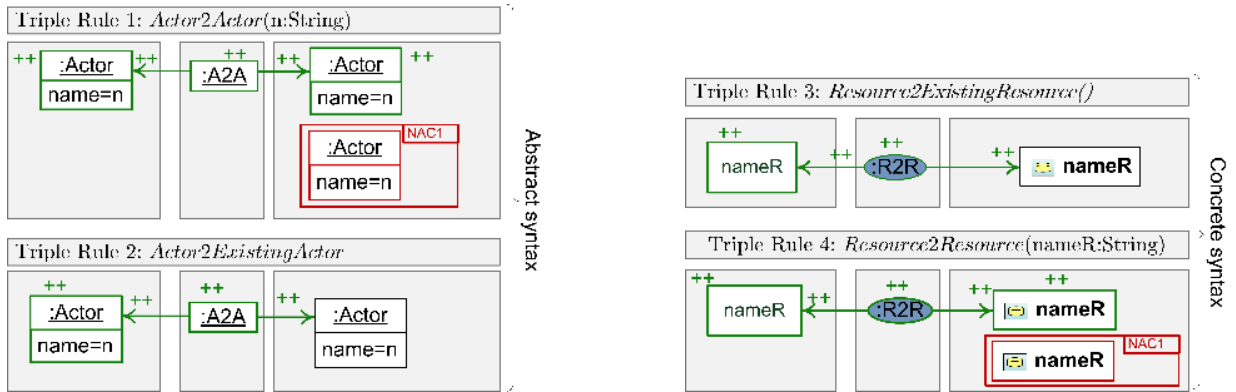 Triple Rule 1: Actor2Actor(n:String)
++ ++ ++ ++ ++
:Actor :A2A :Actor
name=n name=n
NAC1
:Actor
name=n
Triple Rule 2: Actor2ExistingActor
++ ++ ++ ++
:Actor :A2A :Actor
name=n name=n
Abstract syntax
Triple Rule 3: Resource2ExistingResource()
++ ++ ++ ++
nameR :R2R nameR
Triple Rule 4: Resource2Resource(nameR:String)
++ ++ ++ ++ ++
nameR :R2R nameR
NAC1
nameR
Concrete syntax